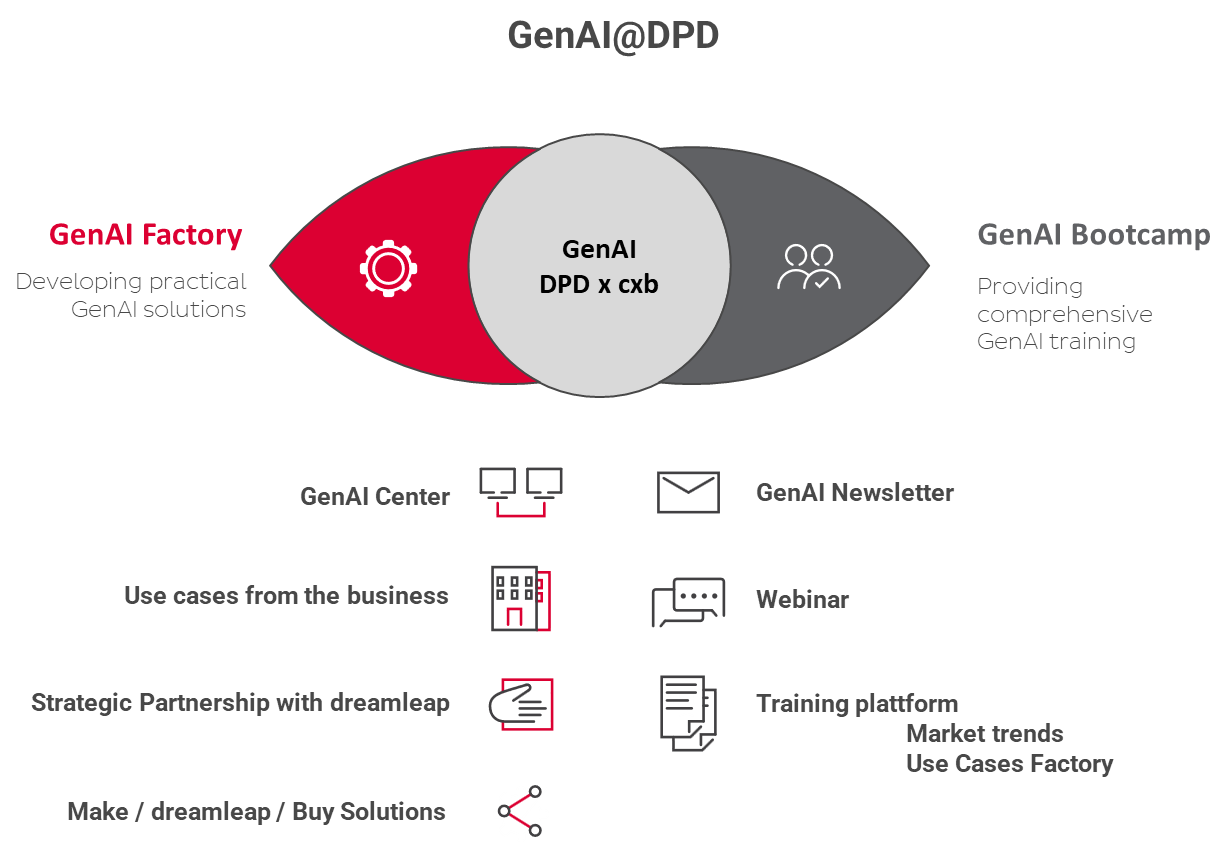 GenAI@DPD
GenAI Factory
Developing practical
GenAI solutions
GenAI
DPD x cxb
GenAI Bootcamp
Providing
comprehensive
GenAI training
GenAI Center
Use cases from the business
Strategic Partnership with dreamleap
Make / dreamleap / Buy Solutions
GenAI Newsletter
Webinar
Training plattform
Market trends
Use Cases Factory